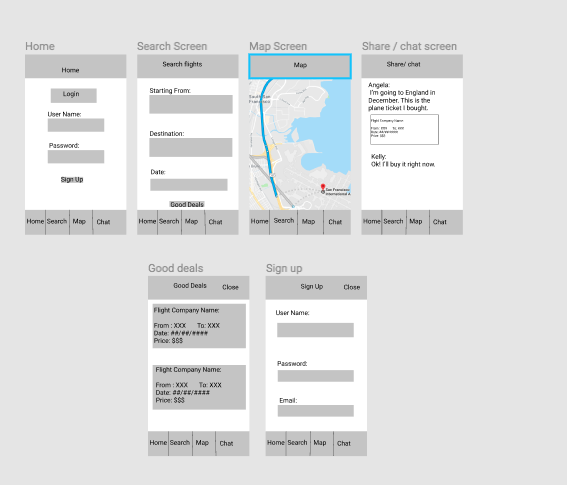 Home
Home
Login
User Name:
Password:
Sign Up
Home Search Map Chat
Search Screen
Search flights
Starting From:
Destination:
Date:
Good Deals
Home Search Map Chat
Map Screen
Map
South San
Francisco
San Francisco
International A
Home Search Map Chat
Share / chat screen
Share/ chat
Angela:
I'm going to England in
December. This is the
plane ticket I bought.
Flight Company Name:
From: XXX To: XXX
Date: ##/##/####
Price: $$$
Kelly:
Ok! I'll buy it right now.
Home Search Map Chat
Good deals
Good Deals Close
Flight Company Name:
From : XXX To: XXX
Date: ##/##/####
Price: $$$
Flight Company Name:
From : XXX To: XXX
Date: ##/##/####
Price: $$$
Home Search Map Chat
Sign up
Sign Up Close
User Name:
Password:
Email:
Home Search Map Chat